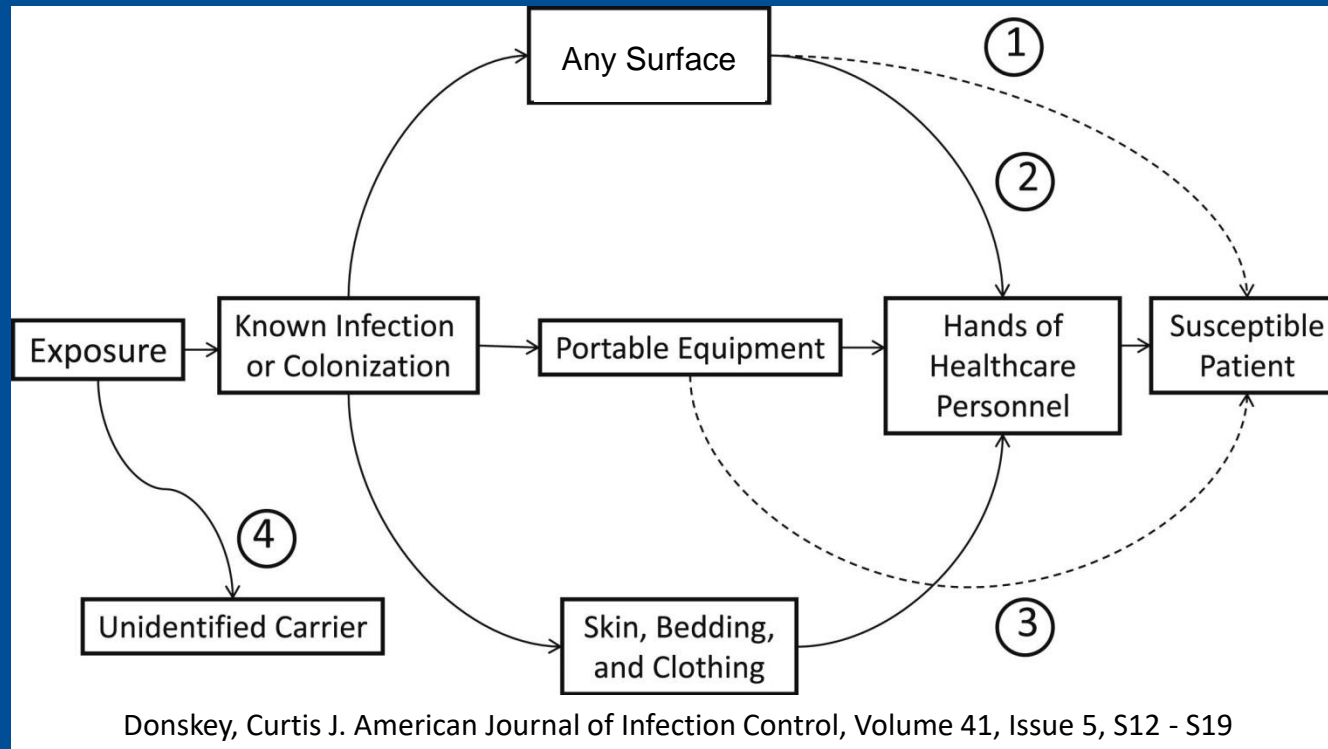 Any Surface
1
2
Exposure
Known Infection
or Colonization
Portable Equipment
Hands of
Healthcare
Personnel
Susceptible
Patient
4
Unidentified Carrier
Skin, Bedding,
and Clothing
3
Donskey, Curtis J. American Journal of Infection Control, Volume 41, Issue 5, S12 - S19